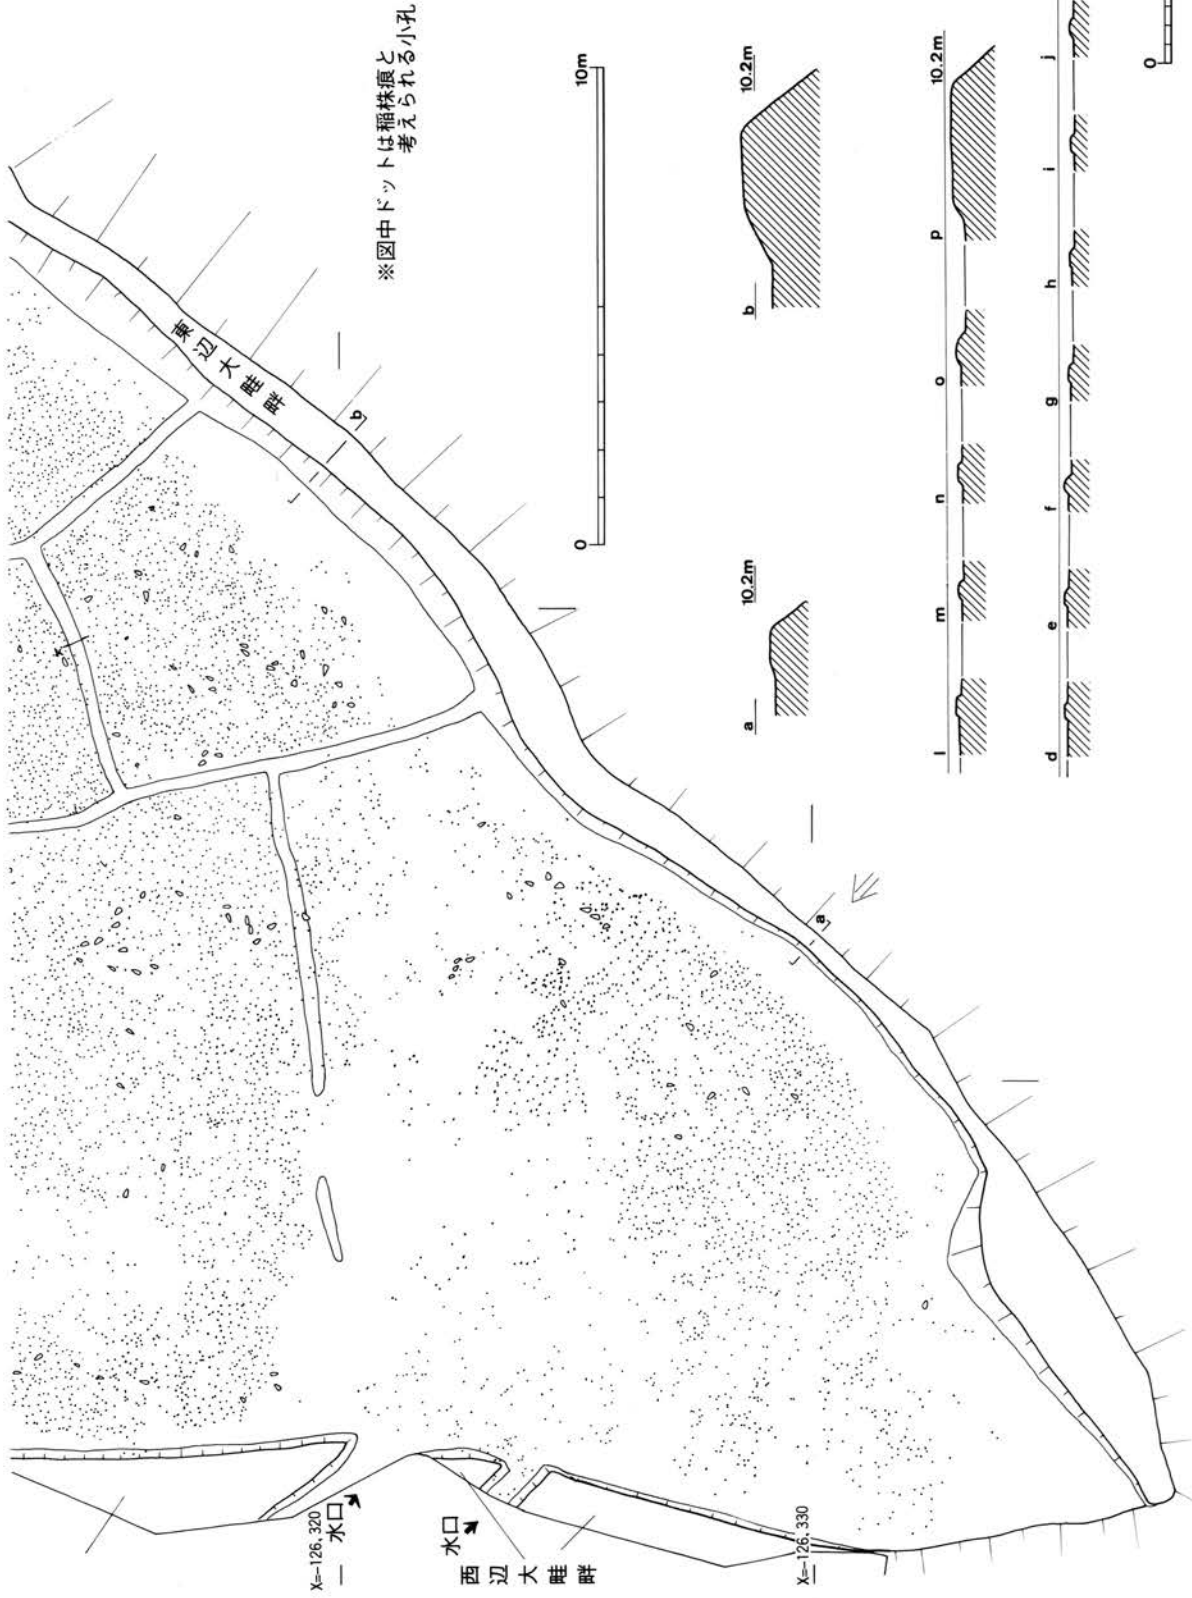 ※図中ドットは稲株痕と
考えられる小孔
東辺大畦畔
b
a
0
10m
X=-126,320
水口
水口
西辺大畦畔
X=-126,330
a
10.2m
b
10.2m
l
m
n
o
p
10.2m
d
e
f
g
h
i
j
0